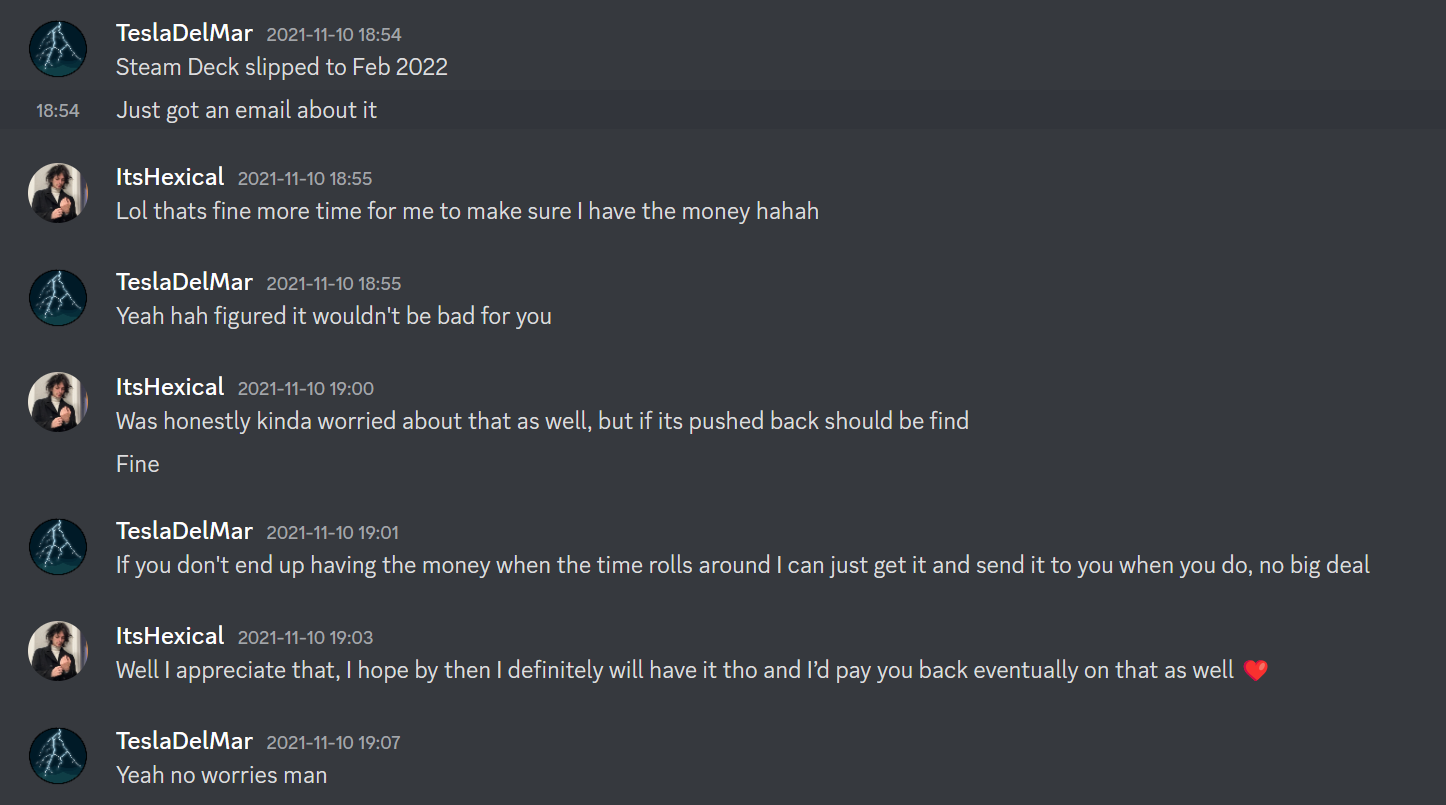 TeslaDelMar 2021-11-10 18:54
Steam Deck slipped to Feb 2022
18:54 Just got an email about it
ItsHexical 2021-11-10 18:55
Lol thats fine more time for me to make sure I have the money hahah
TeslaDelMar 2021-11-10 18:55
Yeah hah figured it wouldn't be bad for you
ItsHexical 2021-11-10 19:00
Was honestly kinda worried about that as well, but if its pushed back should be find
Fine
TeslaDelMar 2021-11-10 19:01
If you don't end up having the money when the time rolls around I can just get it and send it to you when you do, no big deal
ItsHexical 2021-11-10 19:03
Well I appreciate that, I hope by then I definitely will have it tho and I’d pay you back eventually on that as well ❤️
TeslaDelMar 2021-11-10 19:07
Yeah no worries man